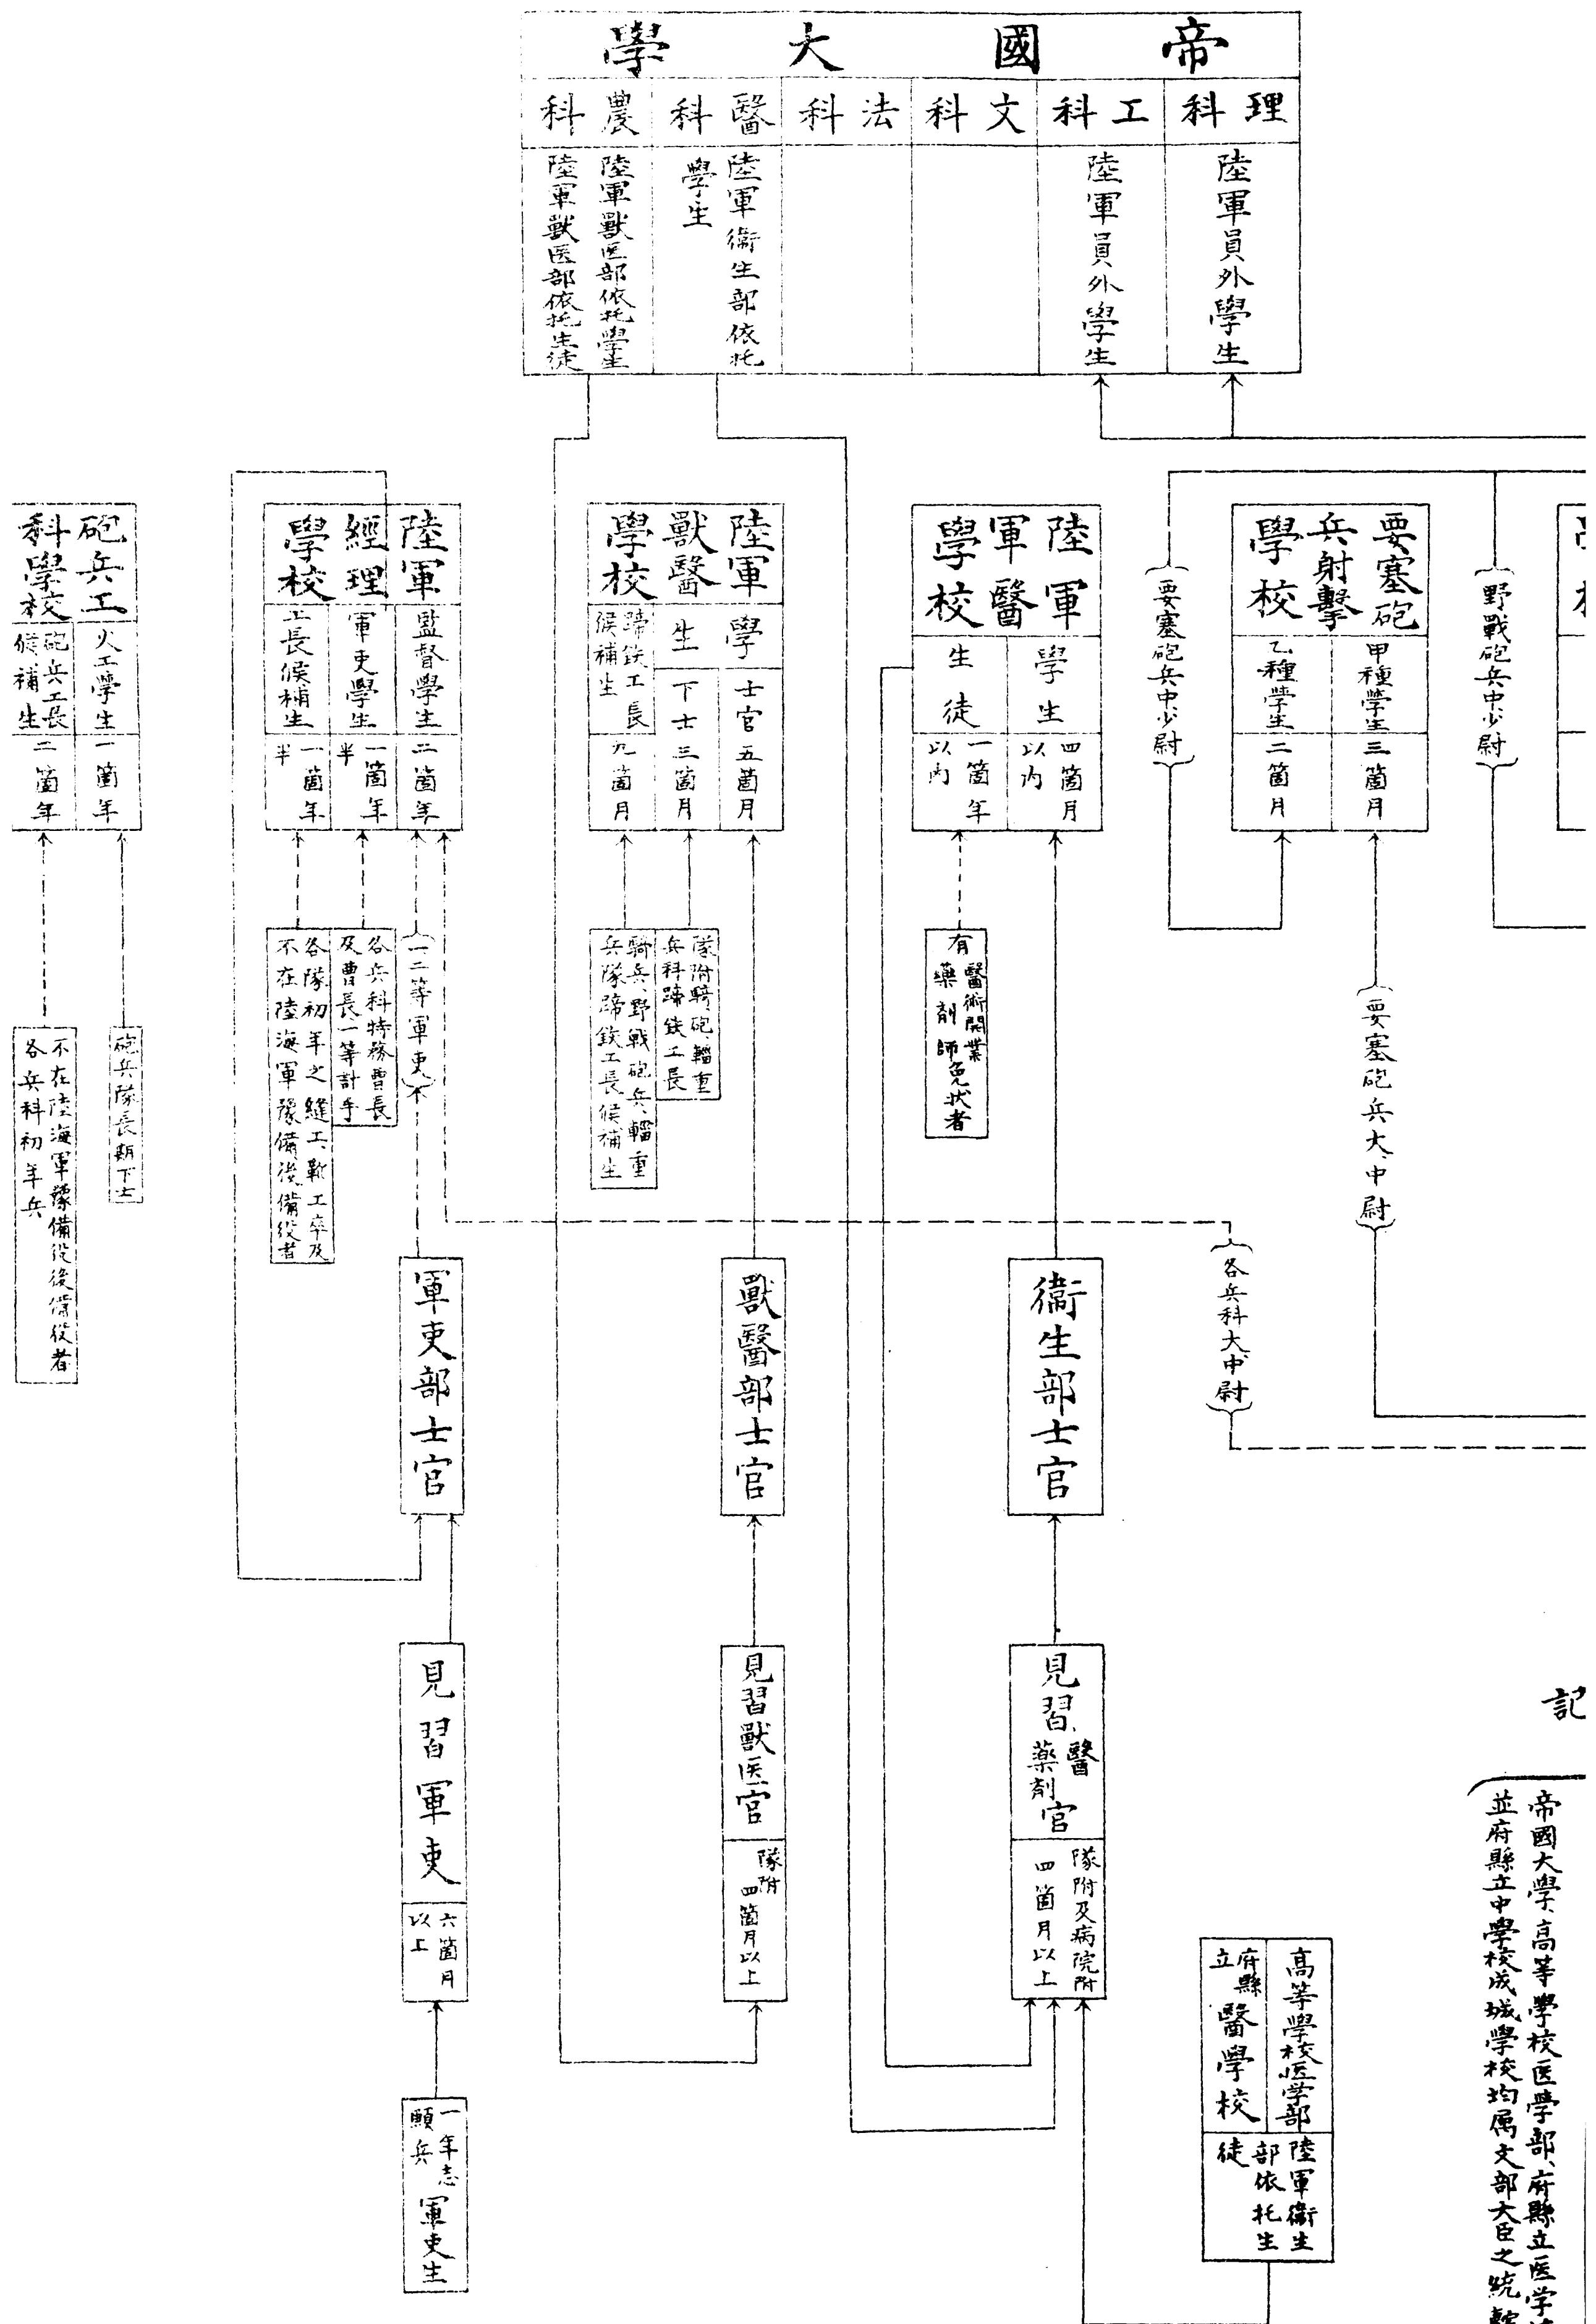 帝國大學
理科
工科
文科
法科
醫科
農科
陸軍員外學生
陸軍員外學生
陸軍衞生部依托
學生
陸軍獸医部依托學生
陸軍獸医部依托生徒
野戰砲兵中少尉
要塞砲
兵射擊
學校
甲種學生
乙種學生
三箇月
二箇月
要塞砲兵中少尉
要塞砲兵大、中尉
陸軍
軍醫
學校
學生
生徒
四箇月
以内
一箇年
以内
有醫術開業
藥劑師免狀者
各兵科大中尉
衞生部士官
見習醫
藥劑官
隊附及病院附
四箇月以上
高等學校医学部
府縣
立
醫學校
陸軍衞生
部依托生
徒
陸軍
獸醫
學校
學生
士官五箇月
下士三箇月
蹄鉄工長
候補生
九箇月
隊附騎、砲、輜重
兵科蹄鉄工長
騎兵、野戰砲兵、輜重
兵隊蹄鉄工長候補生
獸醫部士官
見習獸医官
隊附
四箇月以上
陸軍
經理
學校
監督學生
軍吏學生
工長候補生
二箇年
一箇年
半
一箇年
半
一二等軍吏
各兵科特務曹長
及曹長、一等計手
各隊初年之縫工、靴工卒及
不在陸海軍豫備、後備役者
軍吏部士官
見習軍吏
六箇月
以上
一年志
願兵
軍吏生
砲兵工
科學校
火工學生
砲兵工長
候補生
一箇年
二箇年
砲兵隊長期下士
不在陸海軍豫備役後備役者
各兵科初年兵
記
帝國大學、高等學校医學部、府縣立医学
並府縣立中學校成城學校均属文部大臣之統轄